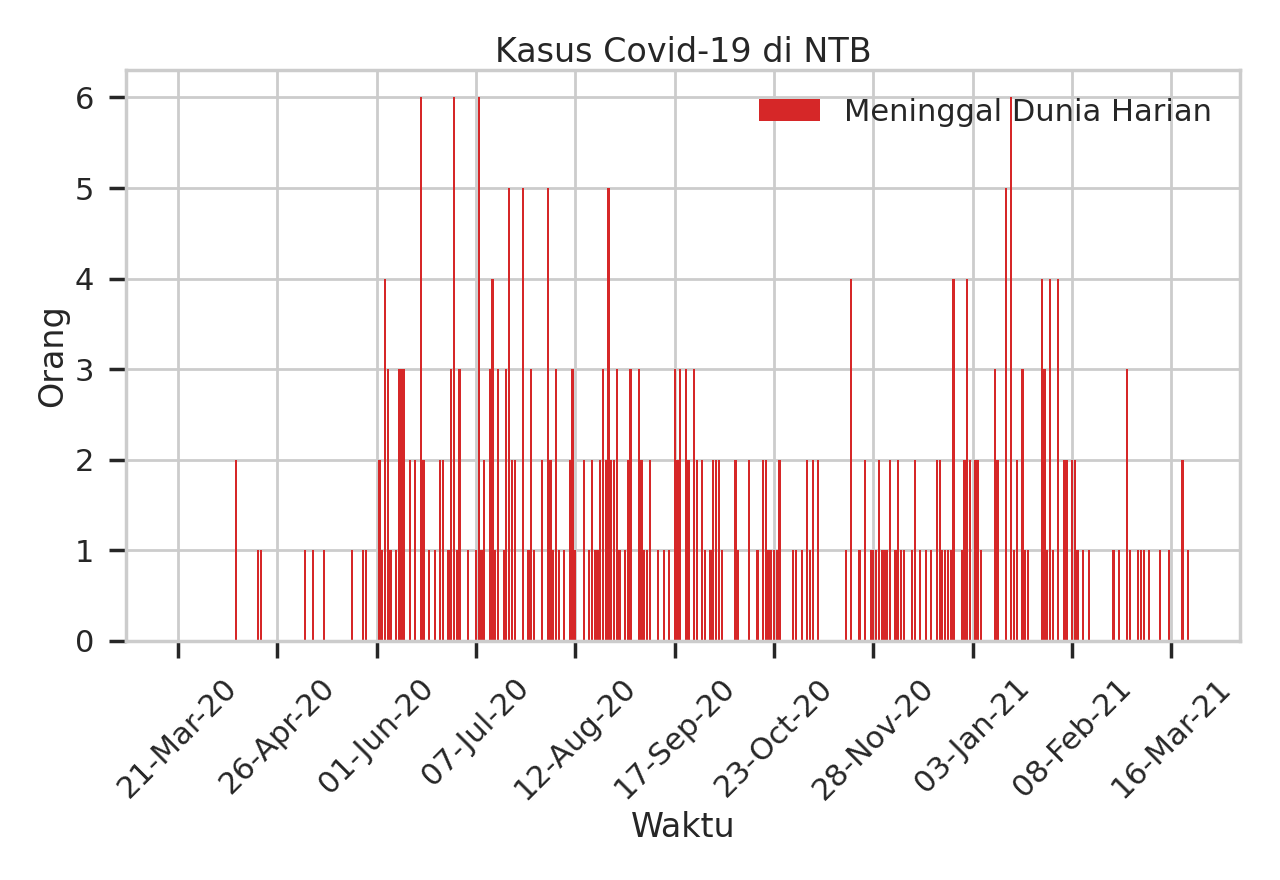 Kasus Covid-19 di NTB
Meninggal Dunia Harian
Orang
6
5
4
3
2
1
0
21-Mar-20
26-Apr-20
01-Jun-20
07-Jul-20
12-Aug-20
17-Sep-20
23-Oct-20
28-Nov-20
03-Jan-21
08-Feb-21
16-Mar-21
Waktu